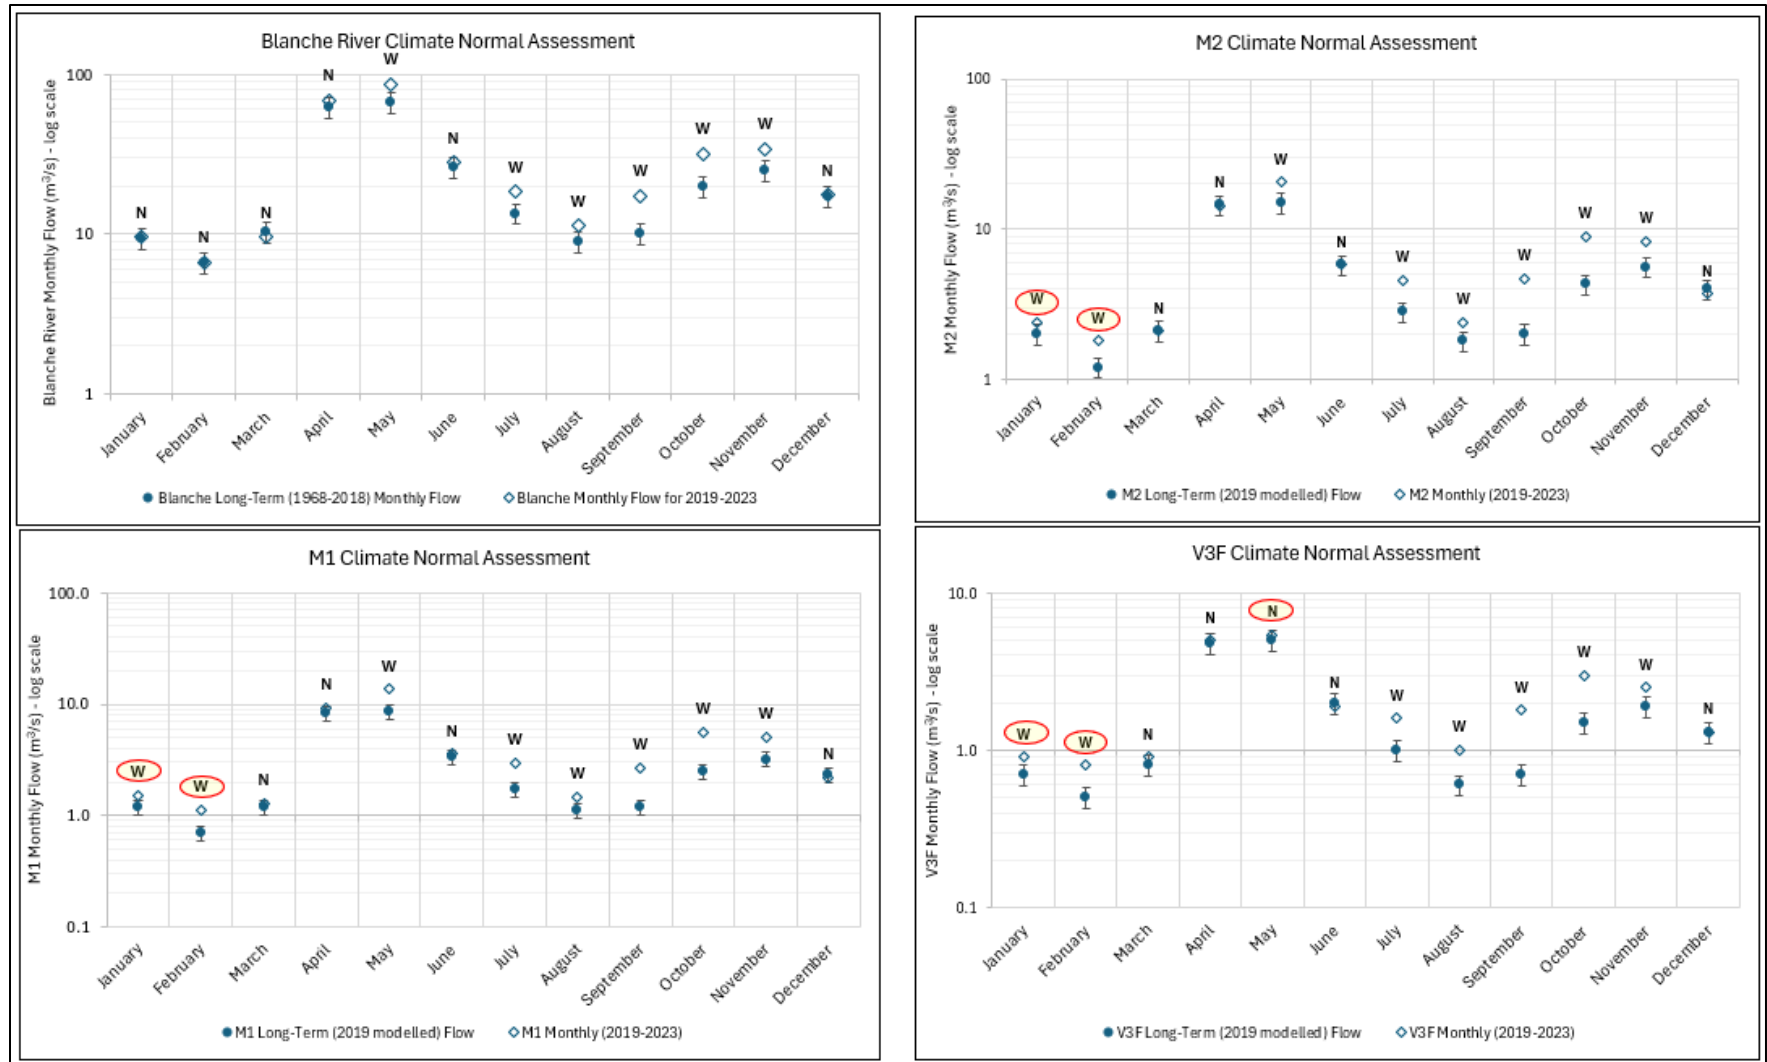 Blanche River Climate Normal Assessment
Blanche River Monthly Flow (m³/s) - log scale
100
10
1
N
N
N
N
W
N
W
W
W
W
W
N
January
February
March
April
May
June
July
August
September
October
November
December
Blanche Long-Term (1968-2018) Monthly Flow
Blanche Monthly Flow for 2019-2023
M2 Climate Normal Assessment
M2 Monthly Flow (m³/s) - log scale
100
10
1
W
W
N
N
W
N
W
W
W
W
W
N
January
February
March
April
May
June
July
August
September
October
November
December
M2 Long-Term (2019 modelled) Flow
M2 Monthly (2019-2023)
M1 Climate Normal Assessment
M1 Monthly Flow (m³/s) - log scale
100.0
10.0
1.0
0.1
W
W
N
N
W
N
W
W
W
W
W
N
January
February
March
April
May
June
July
August
September
October
November
December
M1 Long-Term (2019 modelled) Flow
M1 Monthly (2019-2023)
V3F Climate Normal Assessment
V3F Monthly Flow (m³/s) - log scale
10.0
1.0
0.1
W
W
N
N
N
N
W
W
W
W
W
N
January
February
March
April
May
June
July
August
September
October
November
December
V3F Long-Term (2019 modelled) Flow
V3F Monthly (2019-2023)